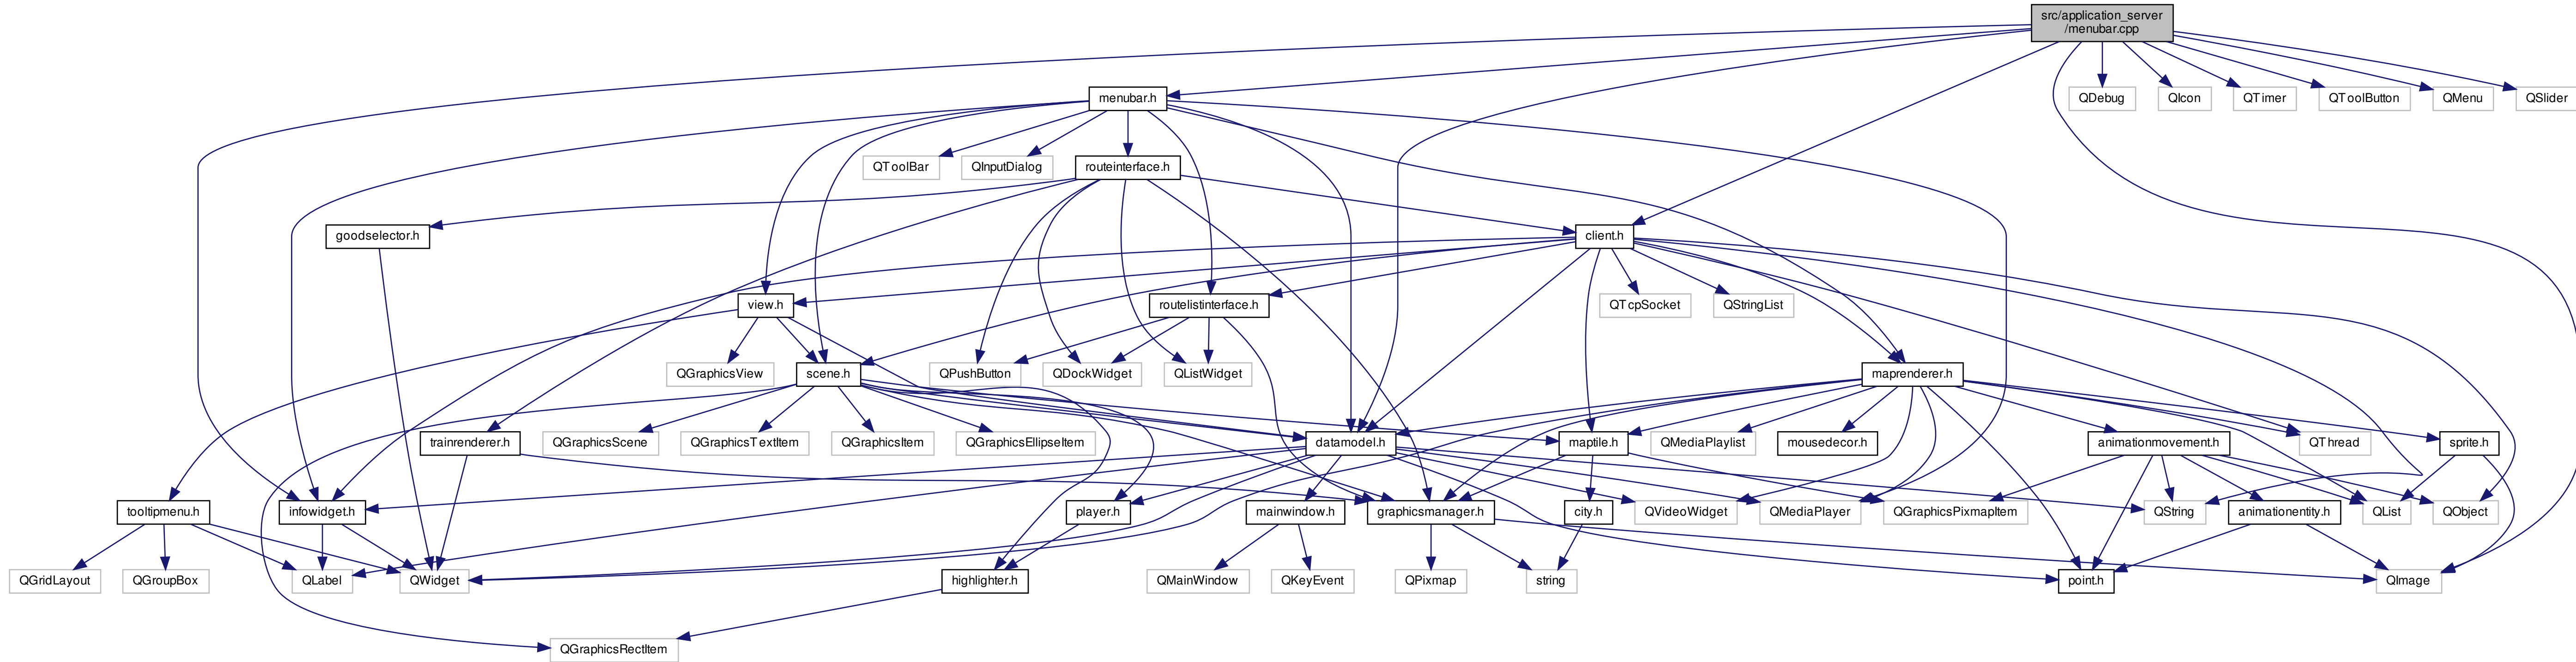 src/application_server
/menubar.cpp
menubar.h
QDebug
QIcon
QTimer
QToolButton
QMenu
QSlider
QToolBar
QInputDialog
routeinterface.h
goodselector.h
client.h
view.h
routelistinterface.h
QTcpSocket
QStringList
QGraphicsView
scene.h
QPushButton
QDockWidget
QListWidget
maprenderer.h
trainrenderer.h
QGraphicsScene
QGraphicsTextItem
QGraphicsItem
QGraphicsEllipseItem
datamodel.h
maptile.h
QMediaPlaylist
mousedecor.h
animationmovement.h
QThread
sprite.h
tooltipmenu.h
infowidget.h
player.h
mainwindow.h
graphicsmanager.h
city.h
QVideoWidget
QMediaPlayer
QGraphicsPixmapItem
QString
animationentity.h
QList
QObject
QGridLayout
QGroupBox
QLabel
QWidget
highlighter.h
QMainWindow
QKeyEvent
QPixmap
string
point.h
QImage
QGraphicsRectItem